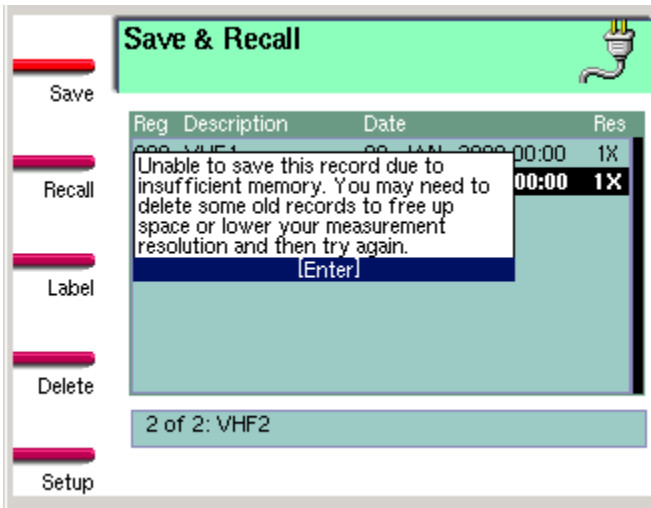 Save & Recall
Save
Reg Description Date Res
00:00 1X
Unable to save this record due to
insufficient memory. You may need to
delete some old records to free up
space or lower your measurement
resolution and then try again.
[Enter]
00:00 1X
Recall
Label
Delete
2 of 2: VHF2
Setup